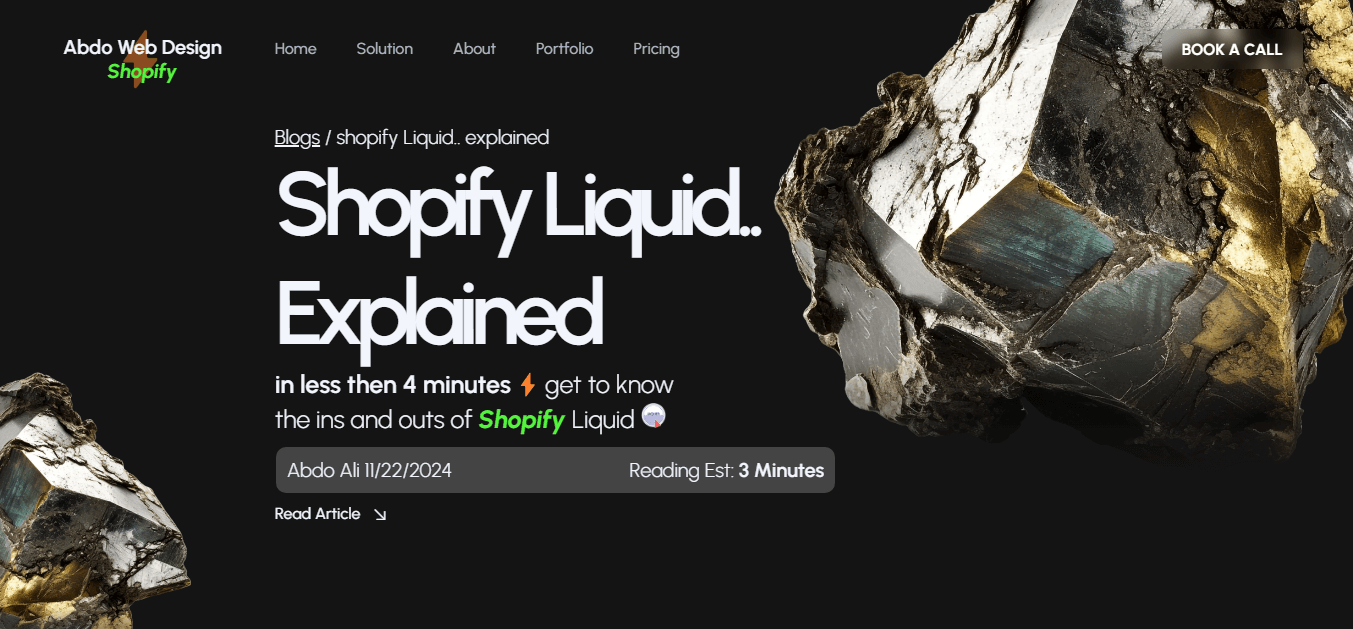 Abdo Web Design
Shopify
Home Solution About Portfolio Pricing
BOOK A CALL
Blogs / shopify Liquid.. explained
Shopify Liquid..
Explained
in less then 4 minutes ⚡ get to know
the ins and outs of Shopify Liquid
Abdo Ali 11/22/2024 Reading Est: 3 Minutes
Read Article ↘